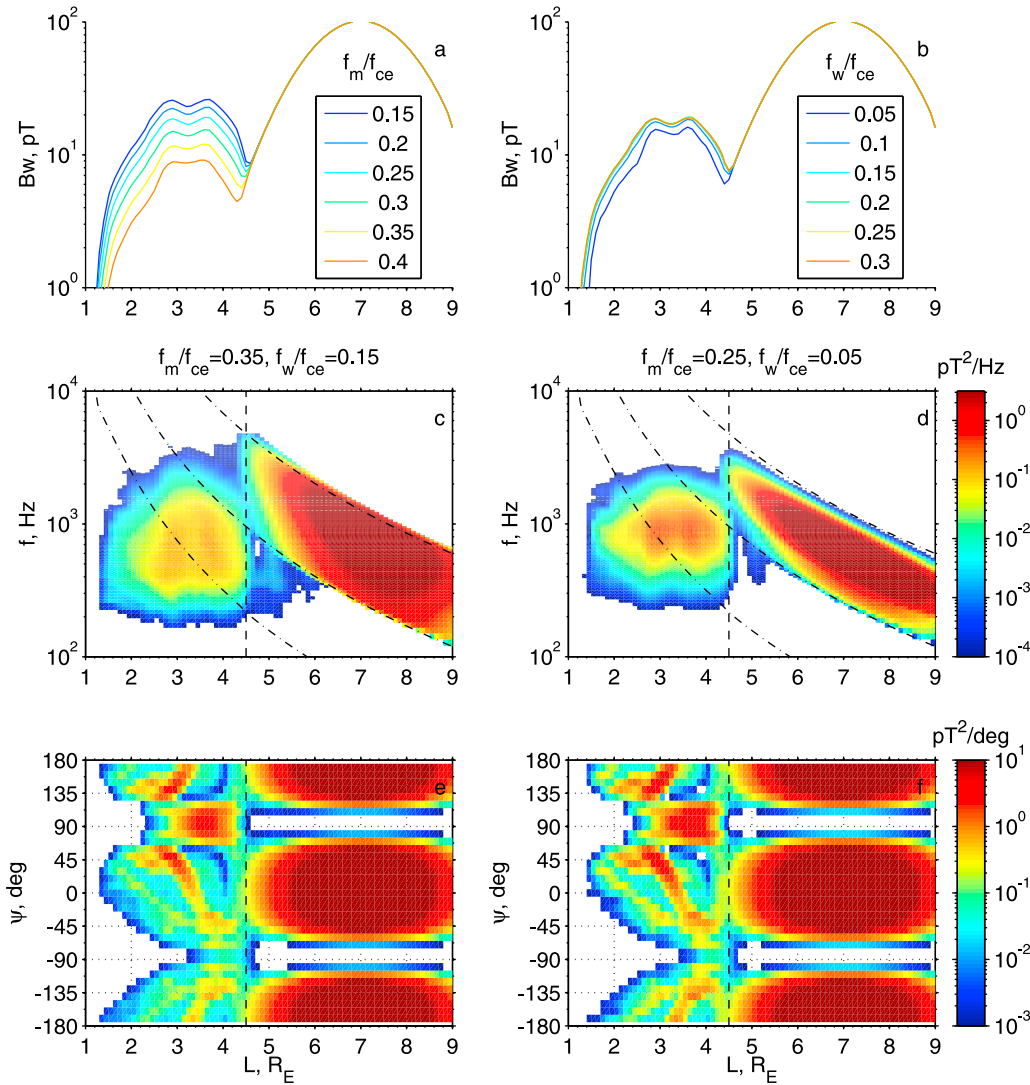 a
Bw, pT
10^2
10^1
10^0
f_m/f_ce
0.15
0.2
0.25
0.3
0.35
0.4
1 2 3 4 5 6 7 8 9
b
Bw, pT
10^2
10^1
10^0
f_w/f_ce
0.05
0.1
0.15
0.2
0.25
0.3
1 2 3 4 5 6 7 8 9
f_m/f_ce=0.35, f_w/f_ce=0.15
c
f, Hz
10^4
10^3
10^2
1 2 3 4 5 6 7 8 9
f_m/f_ce=0.25, f_w/f_ce=0.05
d
f, Hz
10^4
10^3
10^2
1 2 3 4 5 6 7 8 9
pT^2/Hz
10^0
10^-1
10^-2
10^-3
10^-4
e
ψ, deg
180
135
90
45
0
-45
-90
-135
-180
1 2 3 4 5 6 7 8 9
L, R_E
f
ψ, deg
180
135
90
45
0
-45
-90
-135
-180
1 2 3 4 5 6 7 8 9
L, R_E
pT^2/deg
10^1
10^0
10^-1
10^-2
10^-3